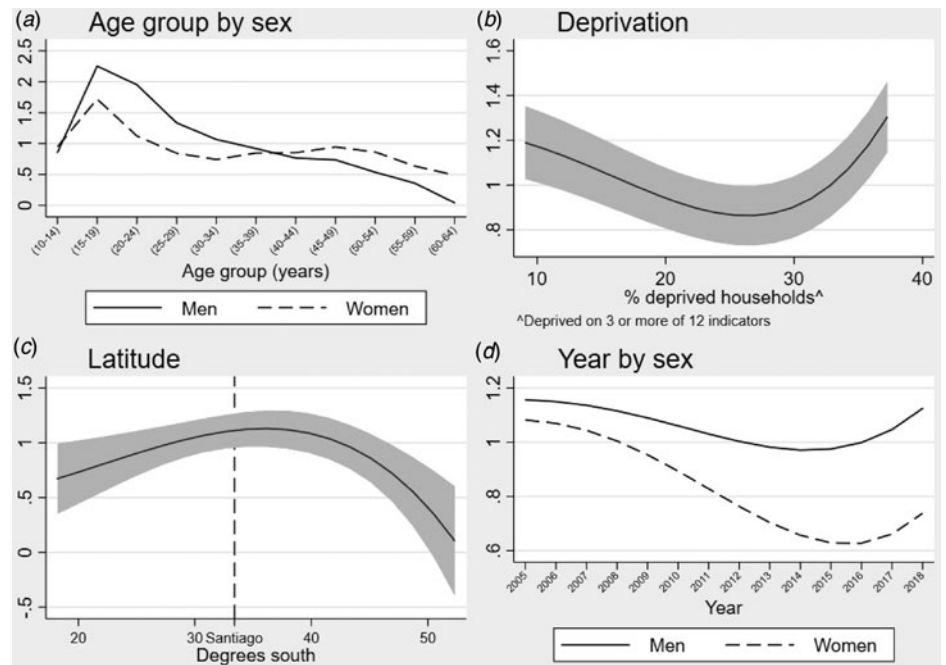 (a) Age group by sex
2.5
2
1.5
1
.5
0
(10-14) (15-19) (20-24) (25-29) (30-34) (35-39) (40-44) (45-49) (50-54) (55-59) (60-64)
Age group (years)
Men Women
(b) Deprivation
1.6
1.4
1.2
1
.8
10 20 30 40
% deprived households^
^Deprived on 3 or more of 12 indicators
(c) Latitude
1.5
1
0.5
0
-.5
20 30 Santiago 40 50
Degrees south
(d) Year by sex
1.2
1
.8
.6
2005 2006 2007 2008 2009 2010 2011 2012 2013 2014 2015 2016 2017 2018
Year
Men Women